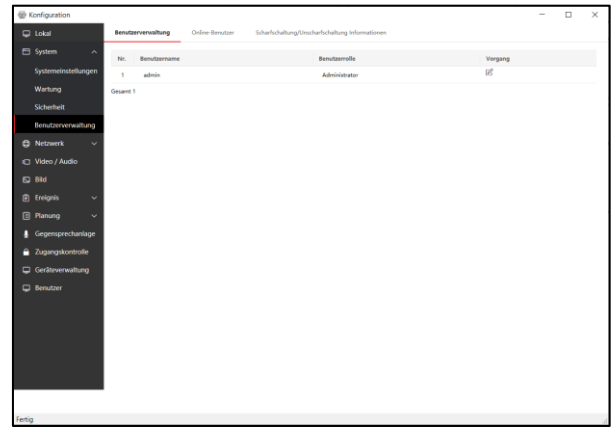 Konfiguration
Lokal
System
Systemeinstellungen
Wartung
Sicherheit
Benutzerverwaltung
Netzwerk
Video / Audio
Bild
Ereignis
Planung
Gegensprechanlage
Zugangskontrolle
Geräteverwaltung
Benutzer
Benutzerverwaltung Online-Benutzer Scharfschaltung/Unscharfschaltung Informationen
Nr. Benutzername Benutzerrolle Vorgang
1 admin Administrator
Gesamt 1
Fertig